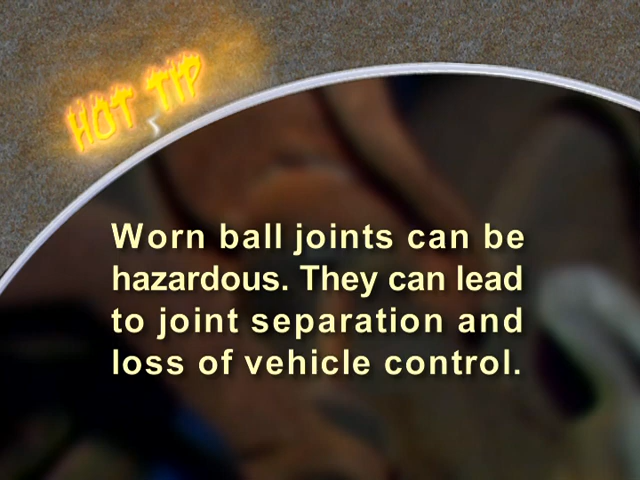 HOT TIP
Worn ball joints can be
hazardous. They can lead
to joint separation and
loss of vehicle control.